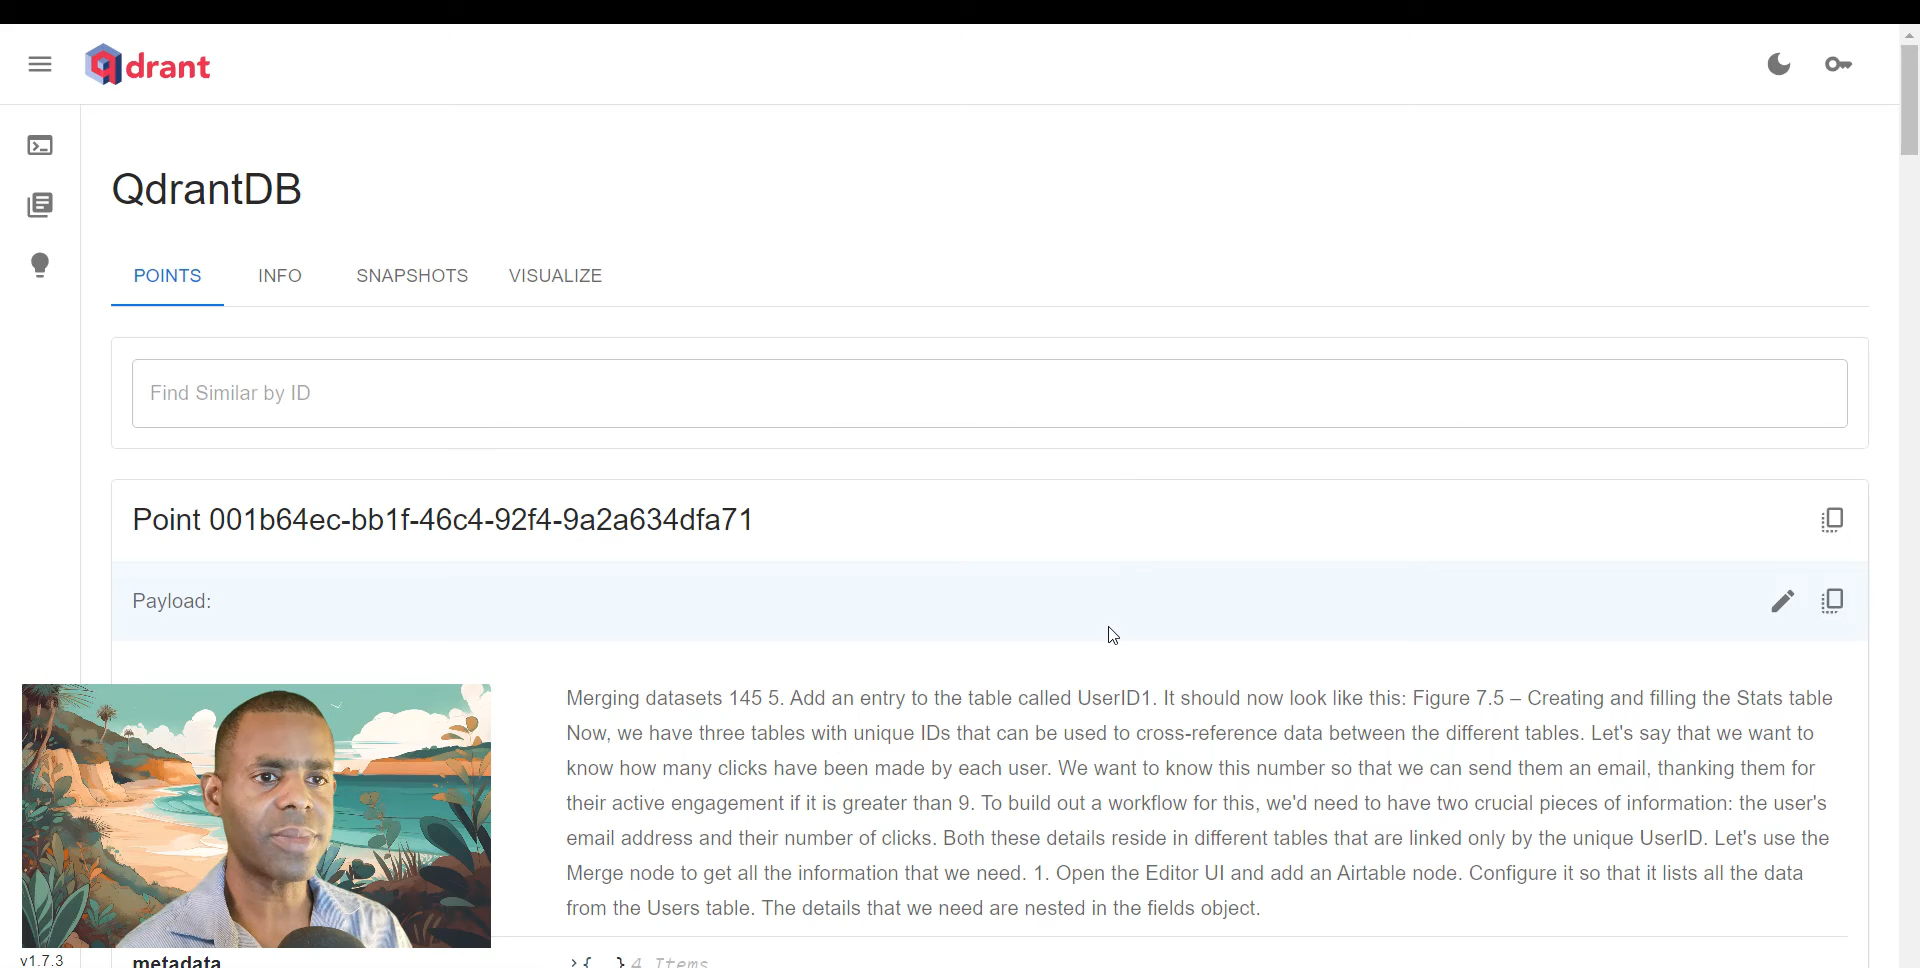 qdrant
QdrantDB
POINTS INFO SNAPSHOTS VISUALIZE
Find Similar by ID
Point 001b64ec-bb1f-46c4-92f4-9a2a634dfa71
Payload:
Merging datasets 145 5. Add an entry to the table called UserID1. It should now look like this: Figure 7.5 – Creating and filling the Stats table
Now, we have three tables with unique IDs that can be used to cross-reference data between the different tables. Let's say that we want to
know how many clicks have been made by each user. We want to know this number so that we can send them an email, thanking them for
their active engagement if it is greater than 9. To build out a workflow for this, we'd need to have two crucial pieces of information: the user's
email address and their number of clicks. Both these details reside in different tables that are linked only by the unique UserID. Let's use the
Merge node to get all the information that we need. 1. Open the Editor UI and add an Airtable node. Configure it so that it lists all the data
from the Users table. The details that we need are nested in the fields object.
v1.7.3
metadata
>{ } 4 Items